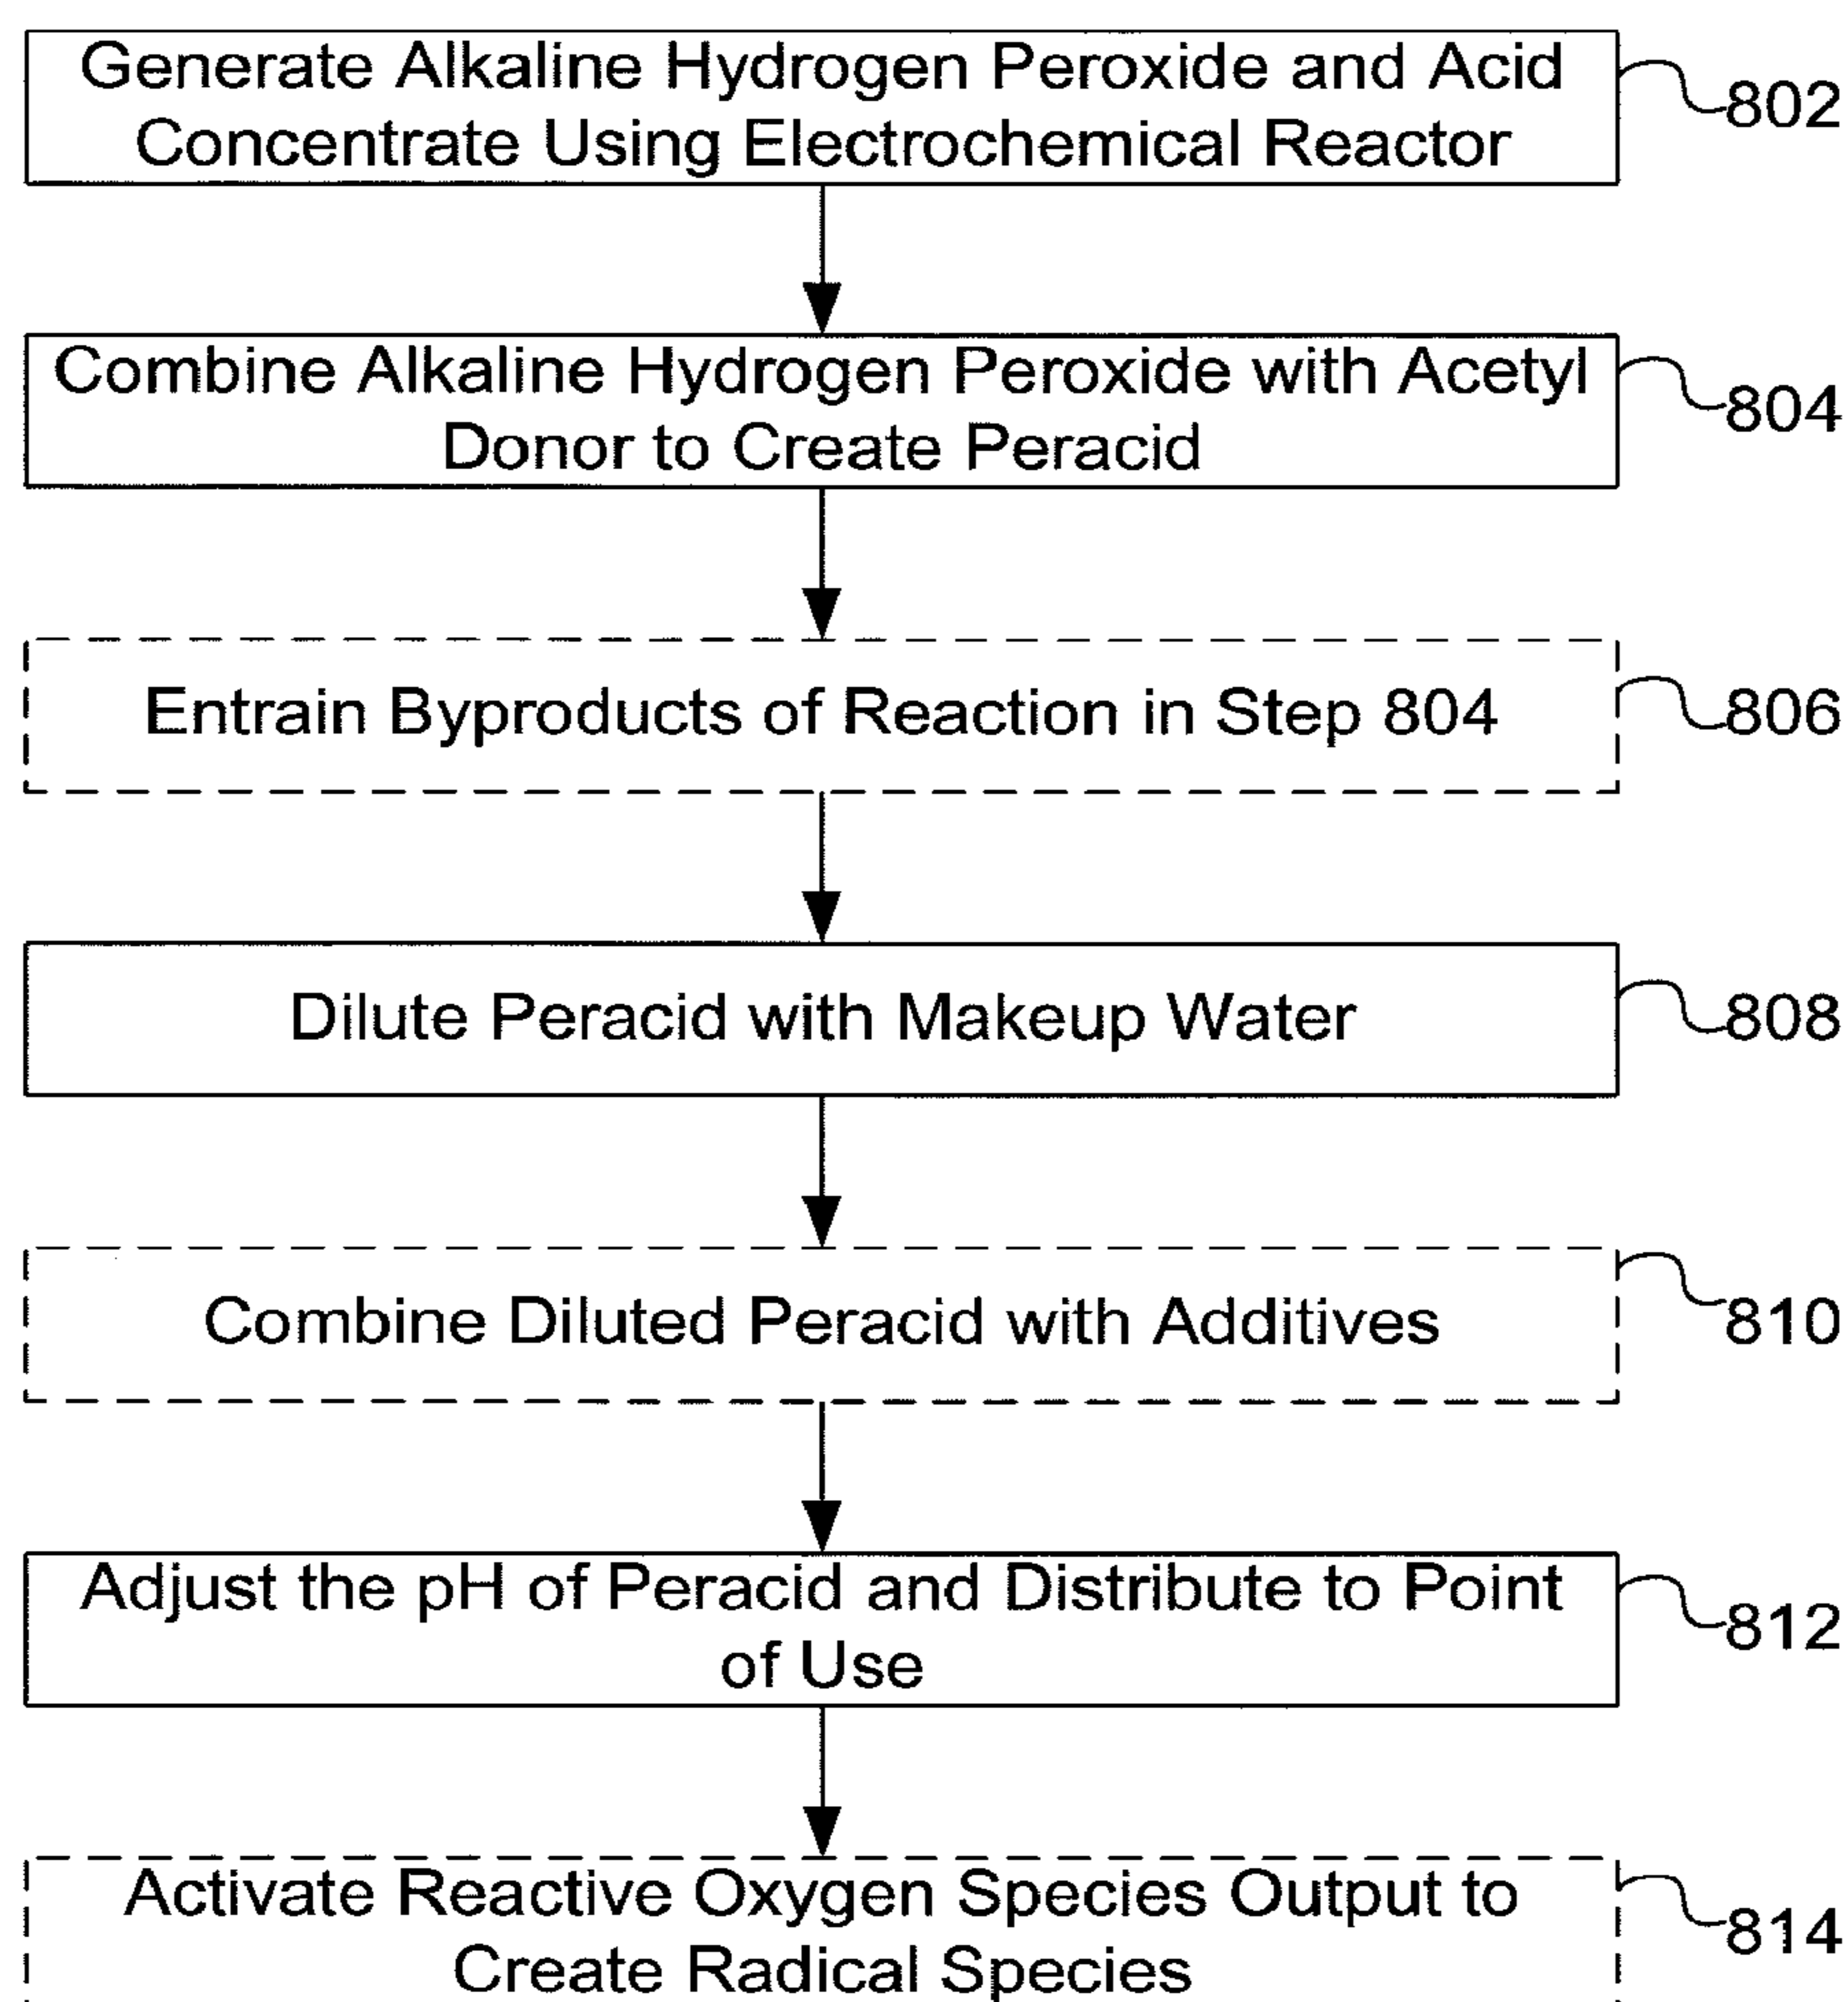 Generate Alkaline Hydrogen Peroxide and Acid
Concentrate Using Electrochemical Reactor
802
Combine Alkaline Hydrogen Peroxide with Acetyl
Donor to Create Peracid
804
Entrain Byproducts of Reaction in Step 804
806
Dilute Peracid with Makeup Water
808
Combine Diluted Peracid with Additives
810
Adjust the pH of Peracid and Distribute to Point
of Use
812
Activate Reactive Oxygen Species Output to
Create Radical Species
814